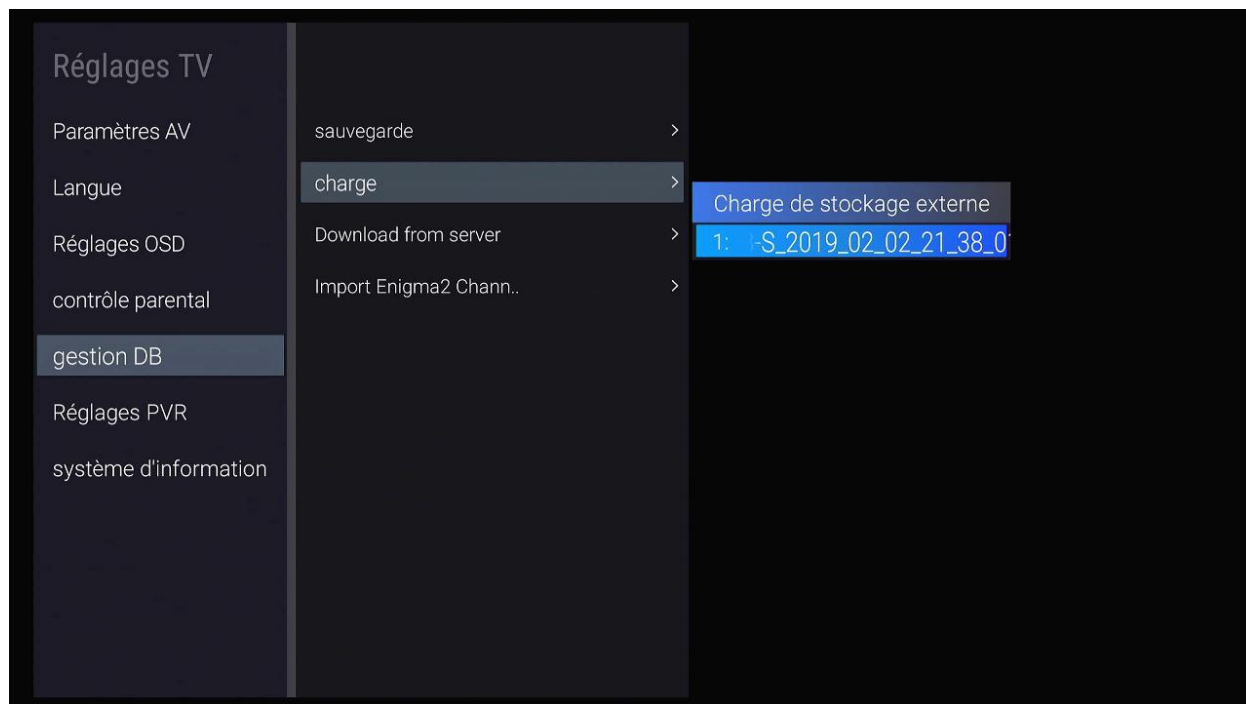 Réglages TV
Paramètres AV
Langue
Réglages OSD
contrôle parental
gestion DB
Réglages PVR
système d'information
sauvegarde
charge
Download from server
Import Enigma2 Chann..
Charge de stockage externe
1: -S_2019_02_02_21_38_0